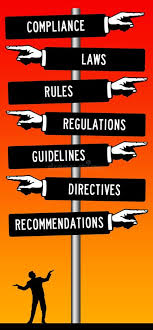 COMPLIANCE
LAWS
RULES
REGULATIONS
GUIDELINES
DIRECTIVES
RECOMMENDATIONS